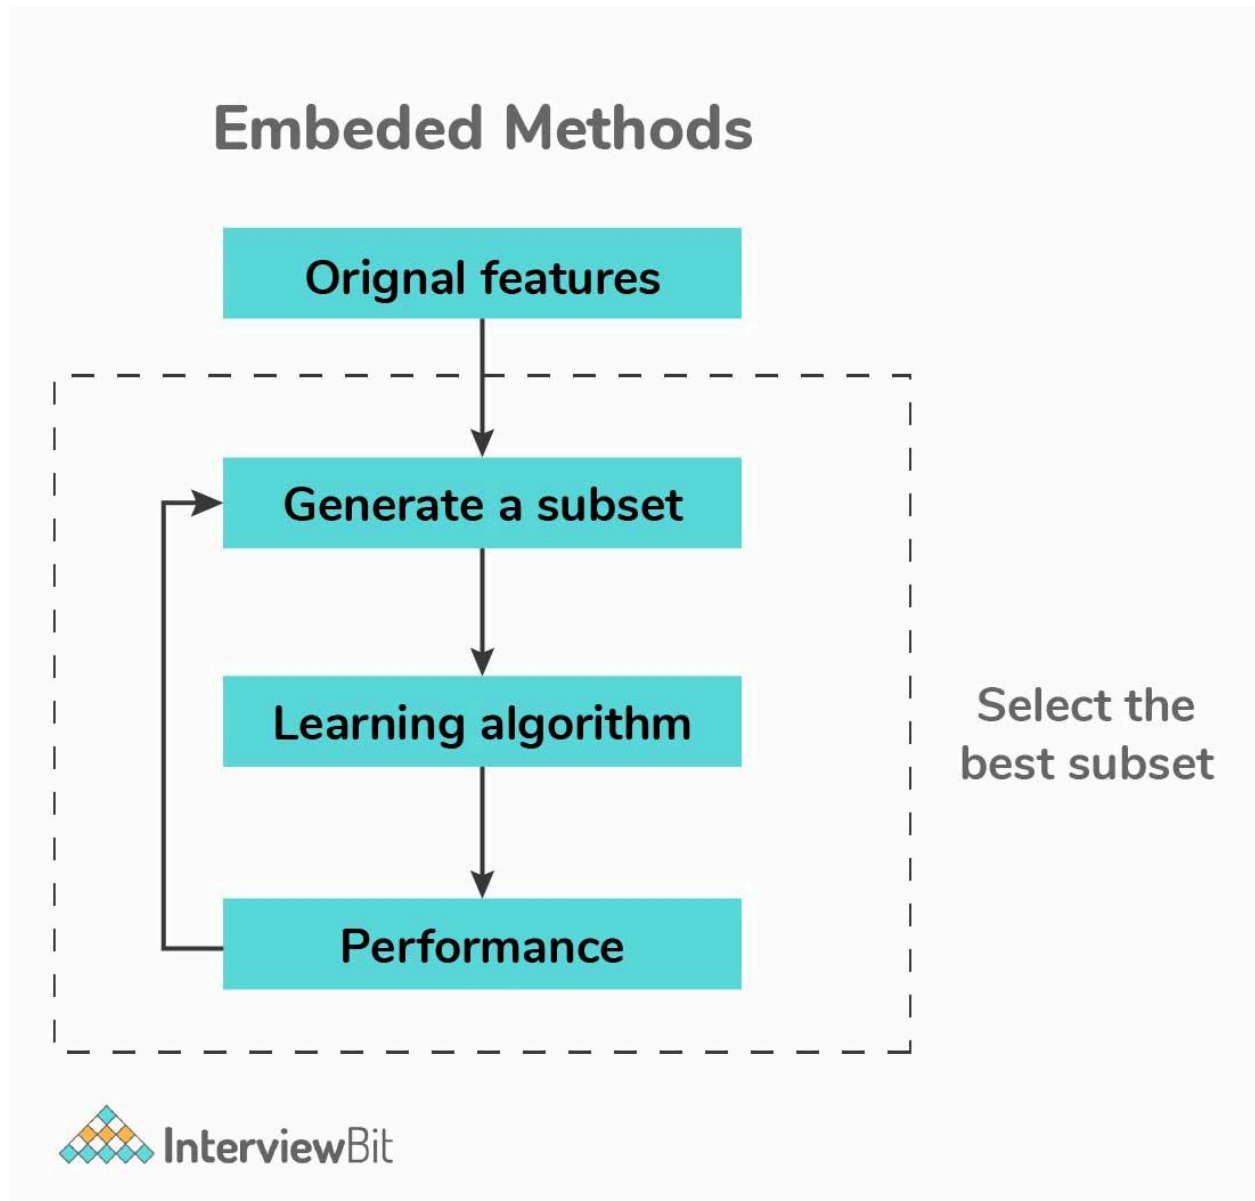 Embeded Methods
Orignal features
Generate a subset
Learning algorithm
Select the
best subset
Performance
InterviewBit